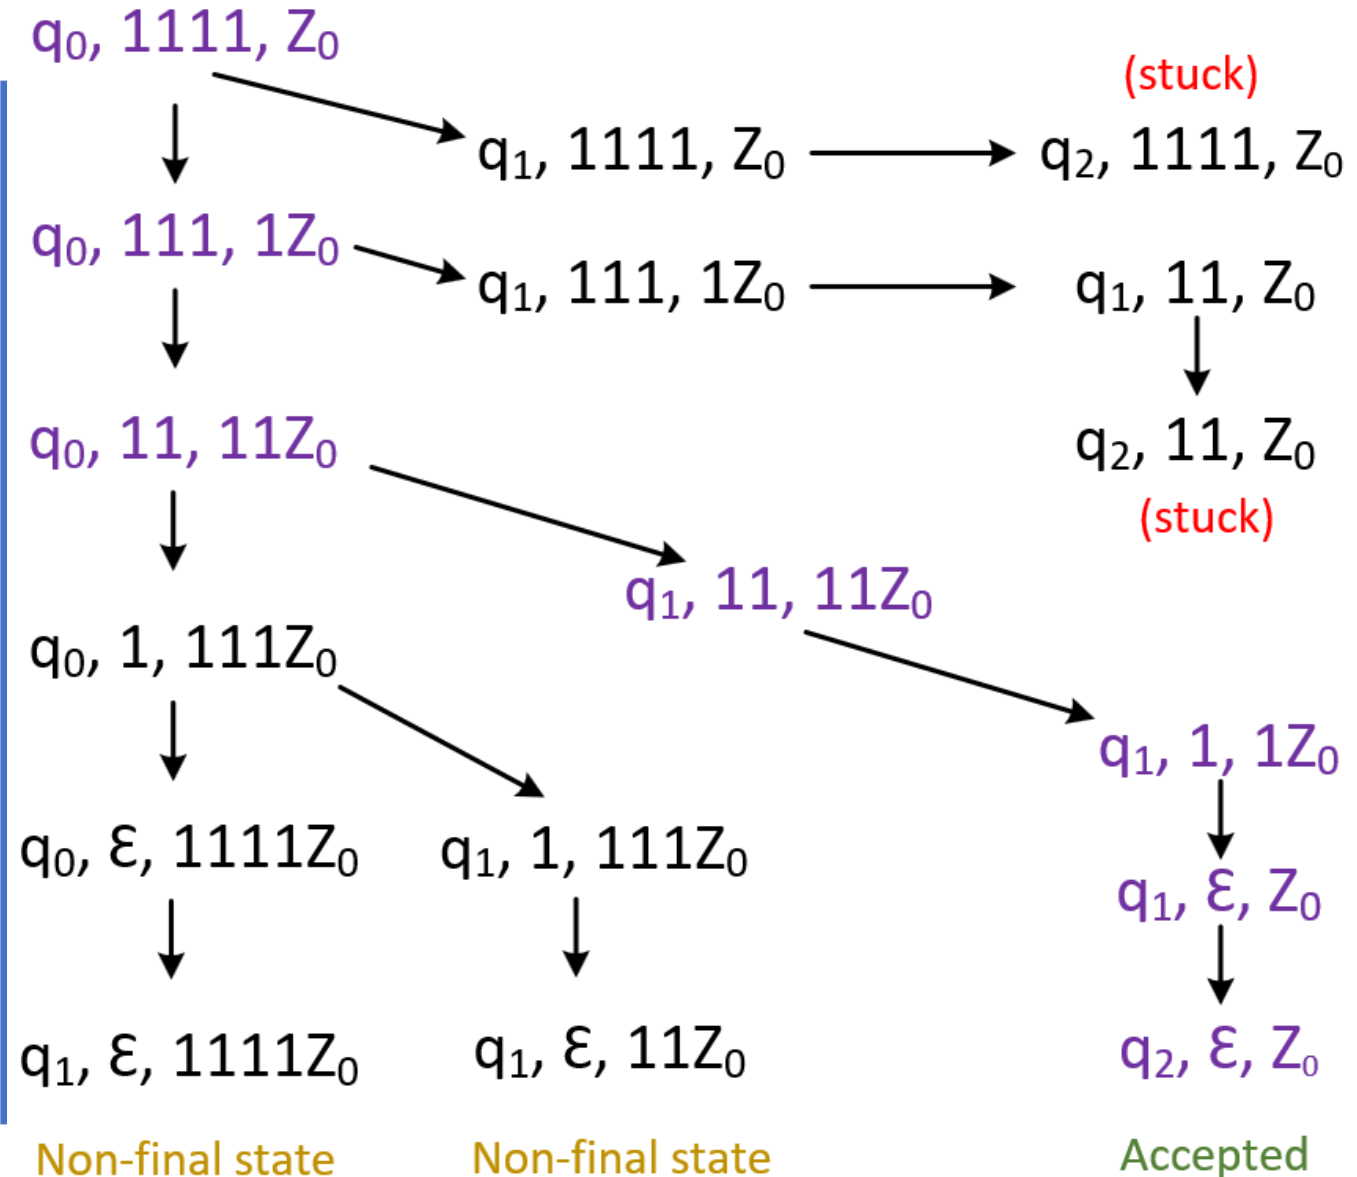 q₀, 1111, Z₀
(stuck)
q₁, 1111, Z₀
q₂, 1111, Z₀
q₀, 111, 1Z₀
q₁, 111, 1Z₀
q₁, 11, Z₀
q₀, 11, 11Z₀
q₂, 11, Z₀
(stuck)
q₁, 11, 11Z₀
q₀, 1, 111Z₀
q₁, 1, 1Z₀
q₀, Ɛ, 1111Z₀
q₁, 1, 111Z₀
q₁, Ɛ, Z₀
q₁, Ɛ, 1111Z₀
q₁, Ɛ, 11Z₀
q₂, Ɛ, Z₀
Non-final state
Non-final state
Accepted